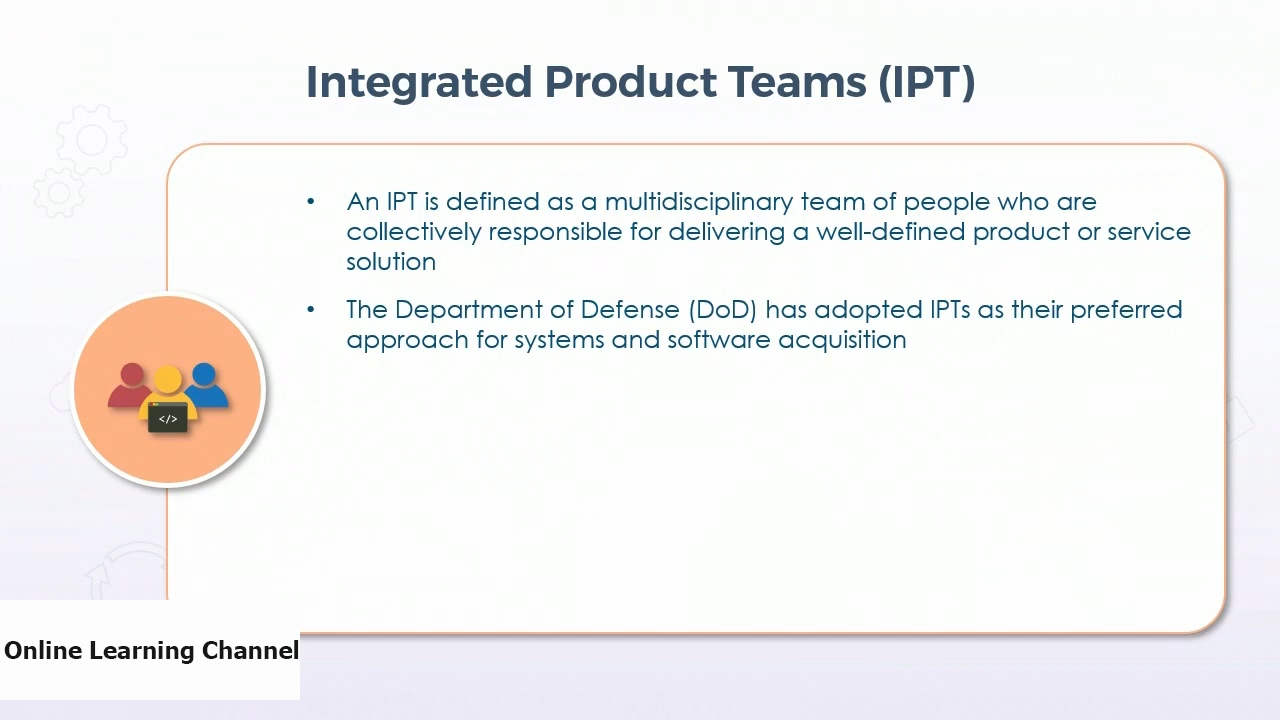 Integrated Product Teams (IPT)
• An IPT is defined as a multidisciplinary team of people who are
collectively responsible for delivering a well-defined product or service
solution
• The Department of Defense (DoD) has adopted IPTs as their preferred
approach for systems and software acquisition
</>
Online Learning Channel